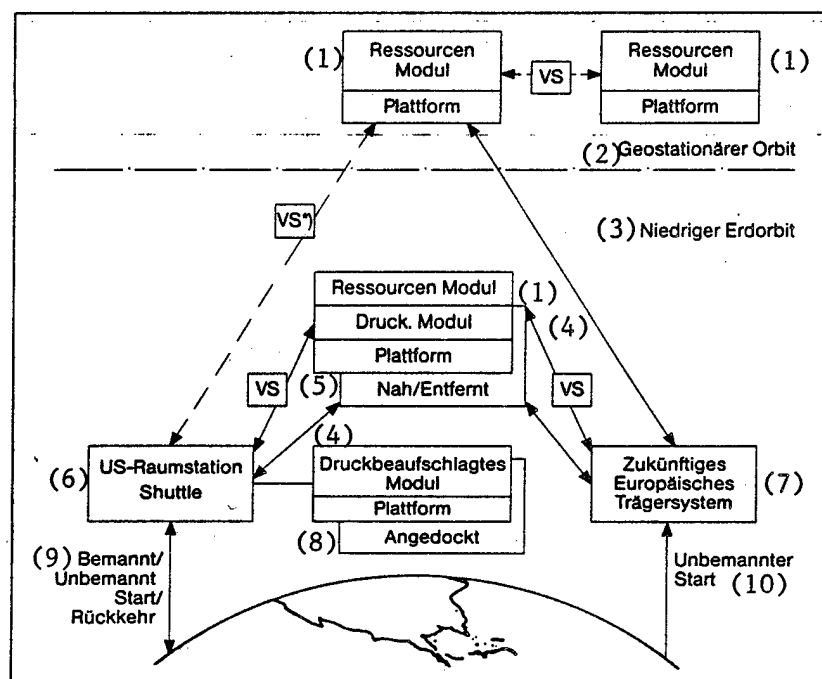 (1) Ressourcen
Modul
Plattform
VS
Ressourcen (1)
Modul
Plattform
(2) Geostationärer Orbit
VS*)
(3) Niedriger Erdorbit
Ressourcen Modul (1)
Druck. Modul
(4)
Plattform
(5) Nah/Entfernt
VS
VS
(4)
(6) US-Raumstation
Shuttle
Druckbeaufschlagtes
Modul
Plattform
(8) Angedockt
Zukünftiges
Europäisches (7)
Trägersystem
(9) Bemannt/
Unbemannt
Start/
Rückkehr
Unbemannter
Start (10)